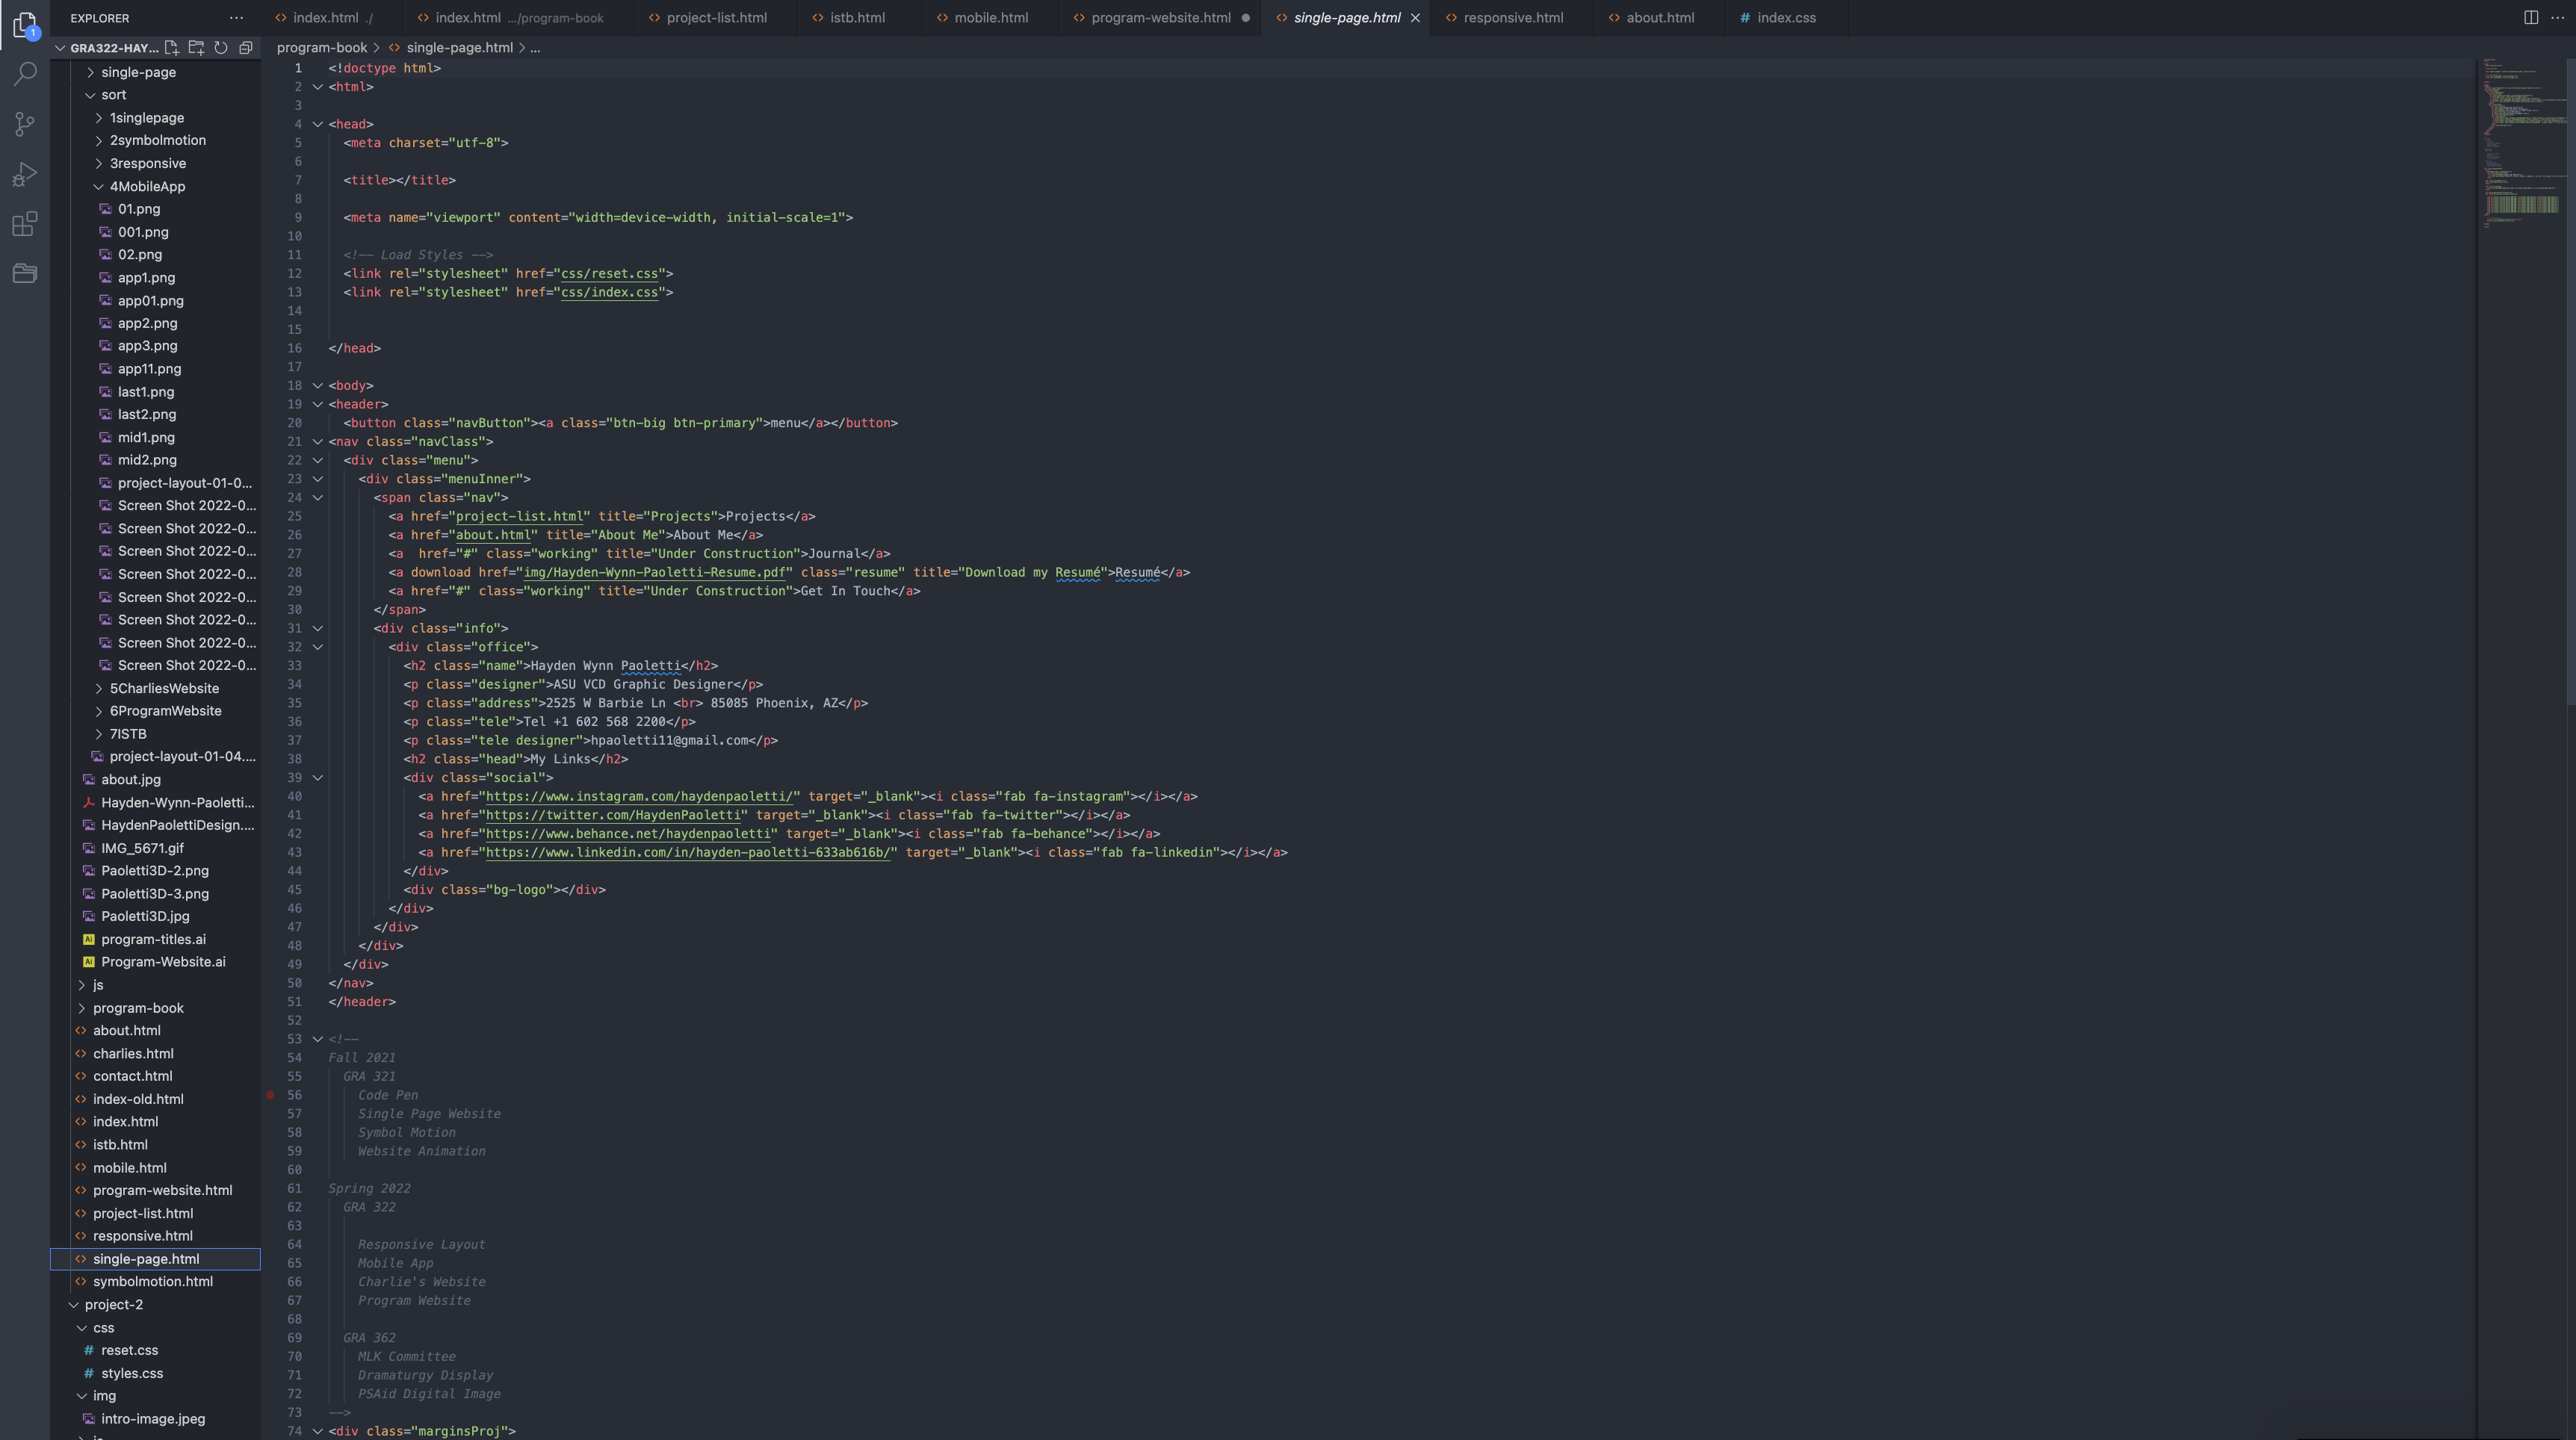 EXPLORER
index.html ./
index.html .../program-book
project-list.html
istb.html
mobile.html
program-website.html
single-page.html
responsive.html
about.html
# index.css
1
GRA322-HAY...
program-book > single-page.html > ...
single-page
sort
1singlepage
2symbolmotion
3responsive
4MobileApp
01.png
001.png
02.png
app1.png
app01.png
app2.png
app3.png
app11.png
last1.png
last2.png
mid1.png
mid2.png
project-layout-01-0...
Screen Shot 2022-0...
Screen Shot 2022-0...
Screen Shot 2022-0...
Screen Shot 2022-0...
Screen Shot 2022-0...
Screen Shot 2022-0...
Screen Shot 2022-0...
Screen Shot 2022-0...
5CharliesWebsite
6ProgramWebsite
7ISTB
project-layout-01-04....
about.jpg
Hayden-Wynn-Paoletti...
HaydenPaolettiDesign....
IMG_5671.gif
Paoletti3D-2.png
Paoletti3D-3.png
Paoletti3D.jpg
Ai program-titles.ai
Ai Program-Website.ai
js
program-book
about.html
charlies.html
contact.html
index-old.html
index.html
istb.html
mobile.html
program-website.html
project-list.html
responsive.html
single-page.html
symbolmotion.html
project-2
css
# reset.css
# styles.css
img
intro-image.jpeg
1 <!doctype html>
2 <html>
3
4 <head>
5 <meta charset="utf-8">
6
7 <title></title>
8
9 <meta name="viewport" content="width=device-width, initial-scale=1">
10
11 <!-- Load Styles -->
12 <link rel="stylesheet" href="css/reset.css">
13 <link rel="stylesheet" href="css/index.css">
14
15
16 </head>
17
18 <body>
19 <header>
20 <button class="navButton"><a class="btn-big btn-primary">menu</a></button>
21 <nav class="navClass">
22 <div class="menu">
23 <div class="menuInner">
24 <span class="nav">
25 <a href="project-list.html" title="Projects">Projects</a>
26 <a href="about.html" title="About Me">About Me</a>
27 <a  href="#" class="working" title="Under Construction">Journal</a>
28 <a download href="img/Hayden-Wynn-Paoletti-Resume.pdf" class="resume" title="Download my Resumé">Resumé</a>
29 <a href="#" class="working" title="Under Construction">Get In Touch</a>
30 </span>
31 <div class="info">
32 <div class="office">
33 <h2 class="name">Hayden Wynn Paoletti</h2>
34 <p class="designer">ASU VCD Graphic Designer</p>
35 <p class="address">2525 W Barbie Ln <br> 85085 Phoenix, AZ</p>
36 <p class="tele">Tel +1 602 568 2200</p>
37 <p class="tele designer">hpaoletti11@gmail.com</p>
38 <h2 class="head">My Links</h2>
39 <div class="social">
40 <a href="https://www.instagram.com/haydenpaoletti/" target="_blank"><i class="fab fa-instagram"></i></a>
41 <a href="https://twitter.com/HaydenPaoletti" target="_blank"><i class="fab fa-twitter"></i></a>
42 <a href="https://www.behance.net/haydenpaoletti" target="_blank"><i class="fab fa-behance"></i></a>
43 <a href="https://www.linkedin.com/in/hayden-paoletti-633ab616b/" target="_blank"><i class="fab fa-linkedin"></i></a>
44 </div>
45 <div class="bg-logo"></div>
46 </div>
47 </div>
48 </div>
49 </div>
50 </nav>
51 </header>
52
53 <!--
54 Fall 2021
55 GRA 321
56 Code Pen
57 Single Page Website
58 Symbol Motion
59 Website Animation
60
61 Spring 2022
62 GRA 322
63
64 Responsive Layout
65 Mobile App
66 Charlie's Website
67 Program Website
68
69 GRA 362
70 MLK Committee
71 Dramaturgy Display
72 PSAid Digital Image
73 -->
74 <div class="marginsProj">